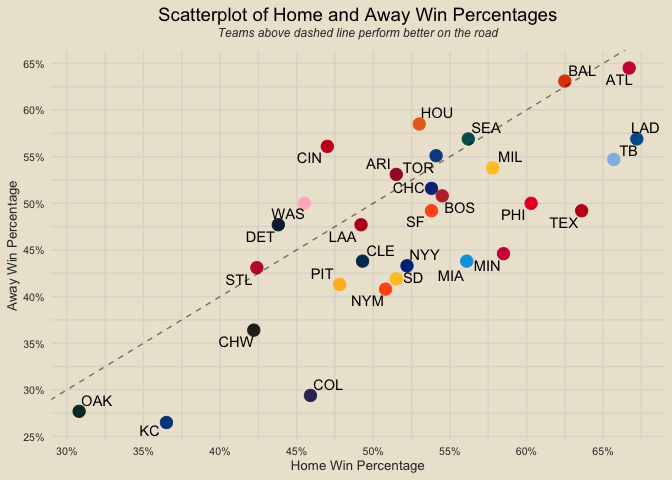 Scatterplot of Home and Away Win Percentages
Teams above dashed line perform better on the road
65%
60%
55%
50%
45%
40%
35%
30%
25%
Away Win Percentage
BAL
ATL
HOU
SEA
LAD
CIN
ARI
TOR
MIL
TB
CHC
WAS
SF
BOS
PHI
TEX
DET
LAA
CLE
NYY
STL
PIT
SD
MIA
MIN
NYM
CHW
COL
OAK
KC
30%
35%
40%
45%
50%
55%
60%
65%
Home Win Percentage